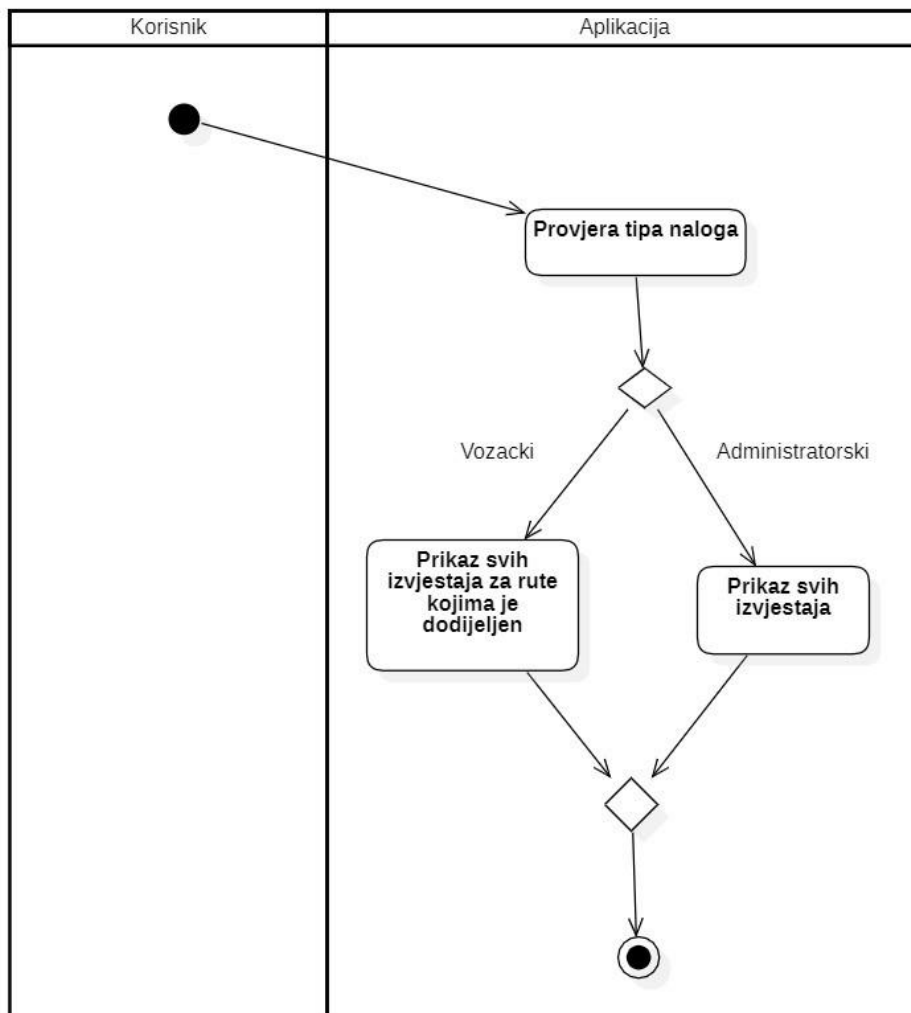 Korisnik
Aplikacija
Provjera tipa naloga
Vozacki
Administratorski
Prikaz svih
izvjestaja za rute
kojima je
dodijeljen
Prikaz svih
izvjestaja